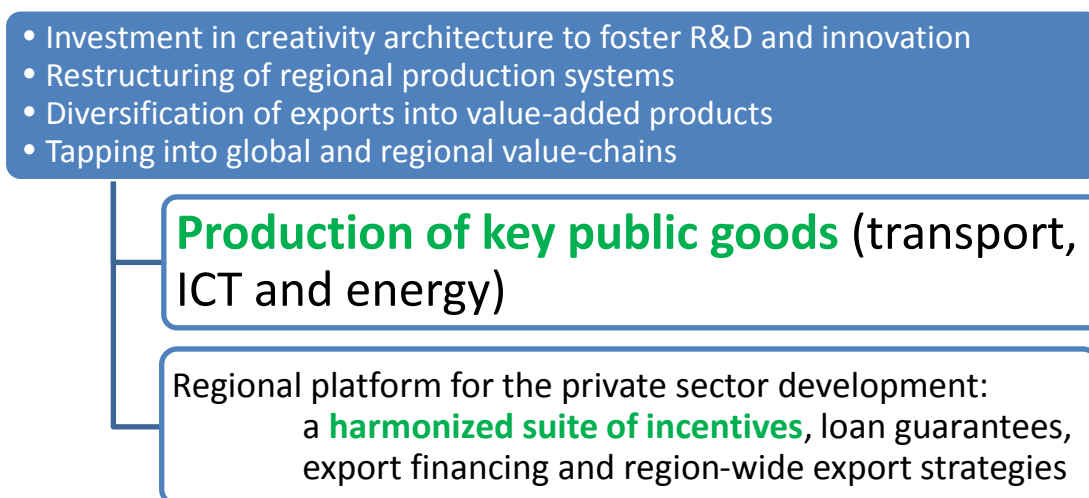 • Investment in creativity architecture to foster R&D and innovation
• Restructuring of regional production systems
• Diversification of exports into value-added products
• Tapping into global and regional value-chains
Production of key public goods (transport,
ICT and energy)
Regional platform for the private sector development:
a harmonized suite of incentives, loan guarantees,
export financing and region-wide export strategies